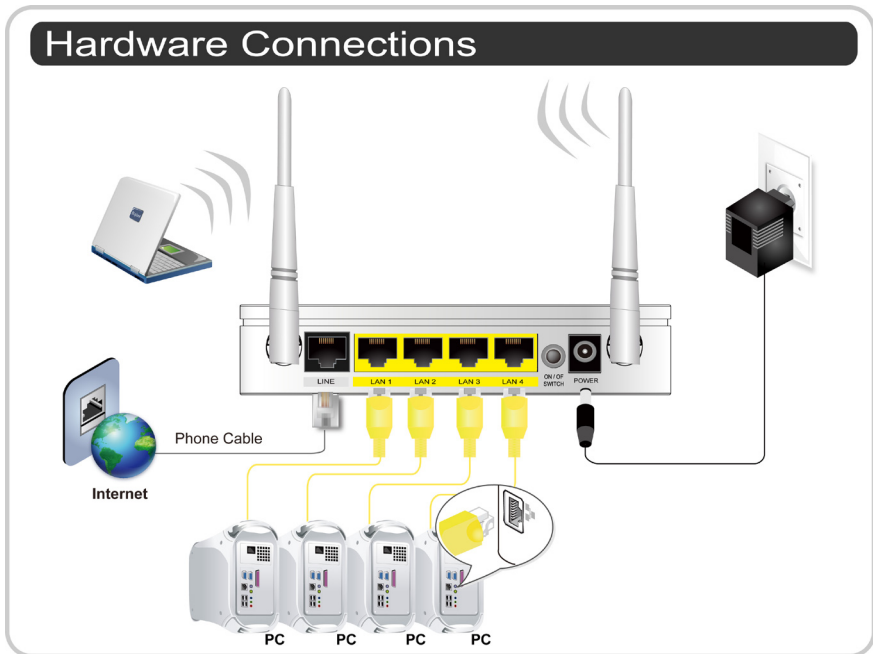 Hardware Connections
LINE
LAN 1
LAN 2
LAN 3
LAN 4
ON / OF
SWITCH
POWER
Phone Cable
Internet
PC
PC
PC
PC